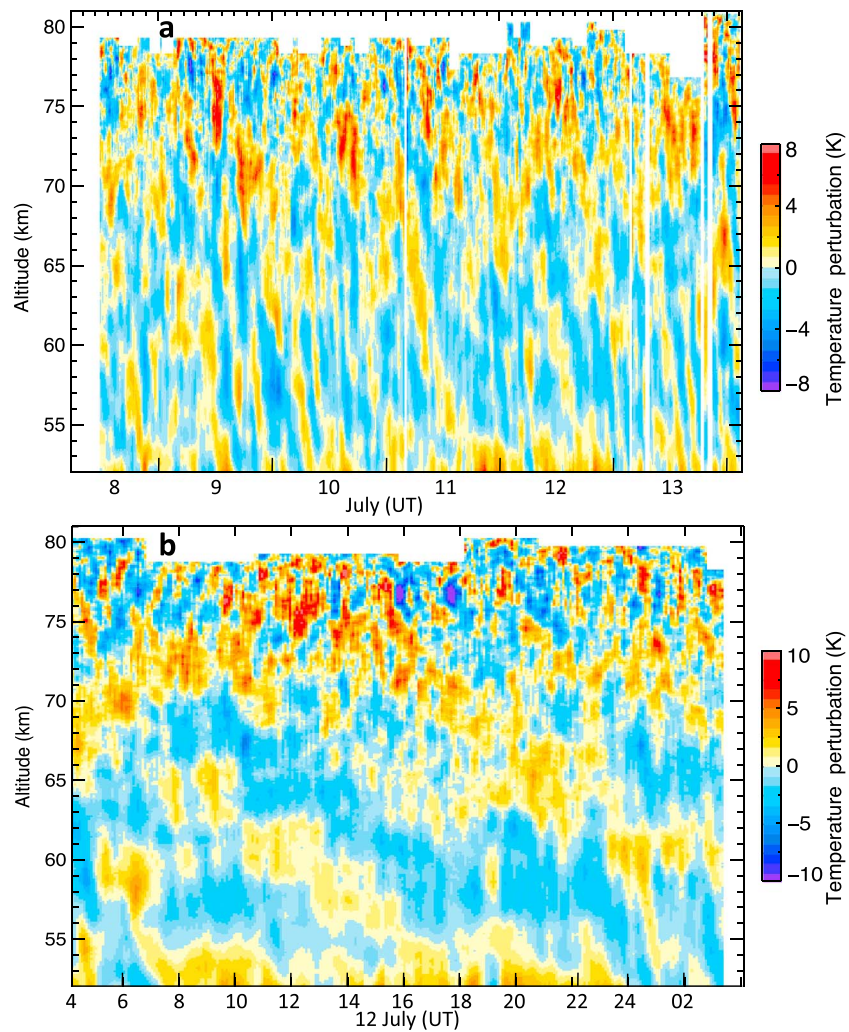 a
80
75
70
65
60
55
Altitude (km)
8 9 10 11 12 13
July (UT)
8
4
0
−4
−8
Temperature perturbation (K)
b
80
75
70
65
60
55
Altitude (km)
4 6 8 10 12 14 16 18 20 22 24 02
12 July (UT)
10
5
0
−5
−10
Temperature perturbation (K)